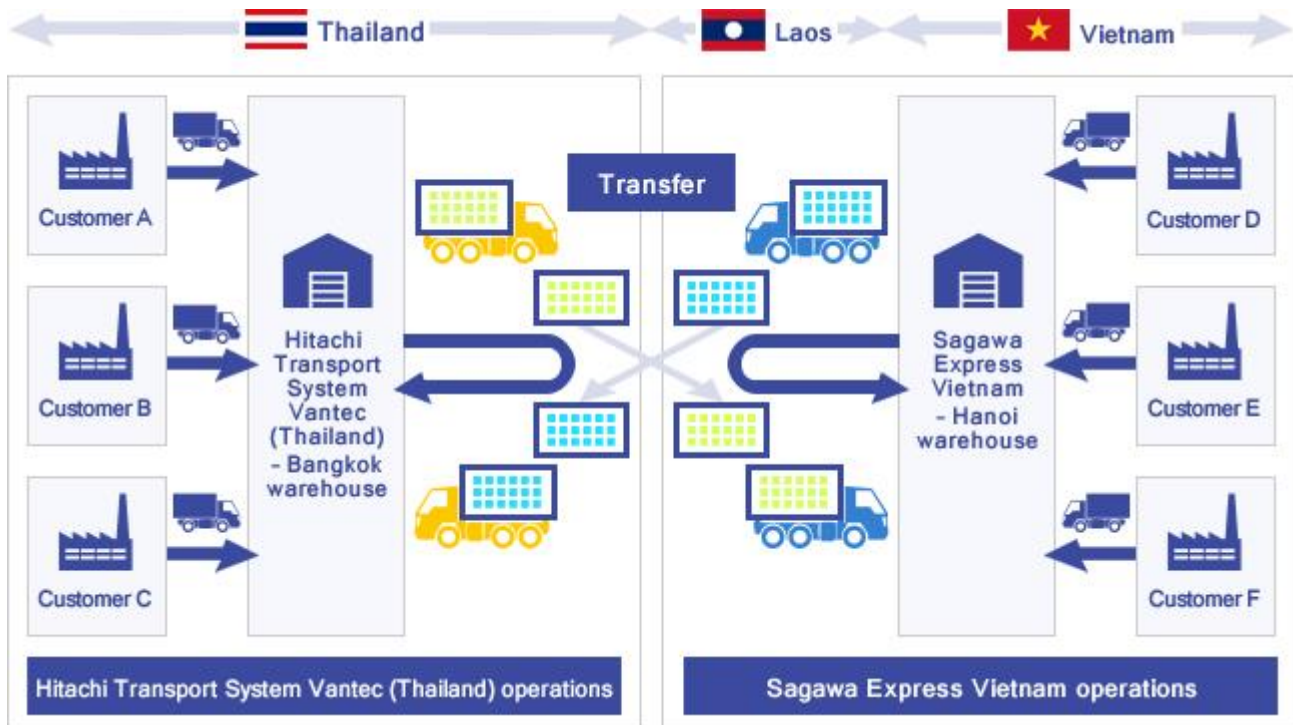 Thailand
Laos
Vietnam
Customer A
Customer B
Customer C
Hitachi
Transport
System
Vantec
(Thailand)
- Bangkok
warehouse
Transfer
Sagawa
Express
Vietnam
- Hanoi
warehouse
Customer D
Customer E
Customer F
Hitachi Transport System Vantec (Thailand) operations
Sagawa Express Vietnam operations